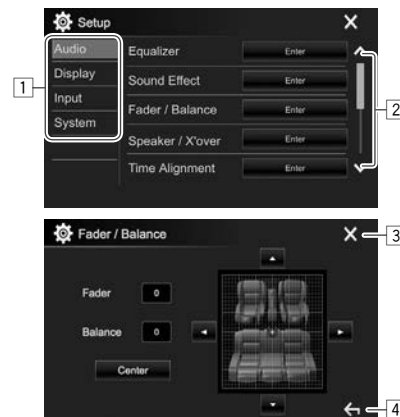 Setup
Audio
Display
Input
System
Equalizer Enter
Sound Effect Enter
Fader / Balance Enter
Speaker / X'over Enter
Time Alignment Enter
1
2
Fader / Balance
3
Fader 0
Balance 0
Center
4